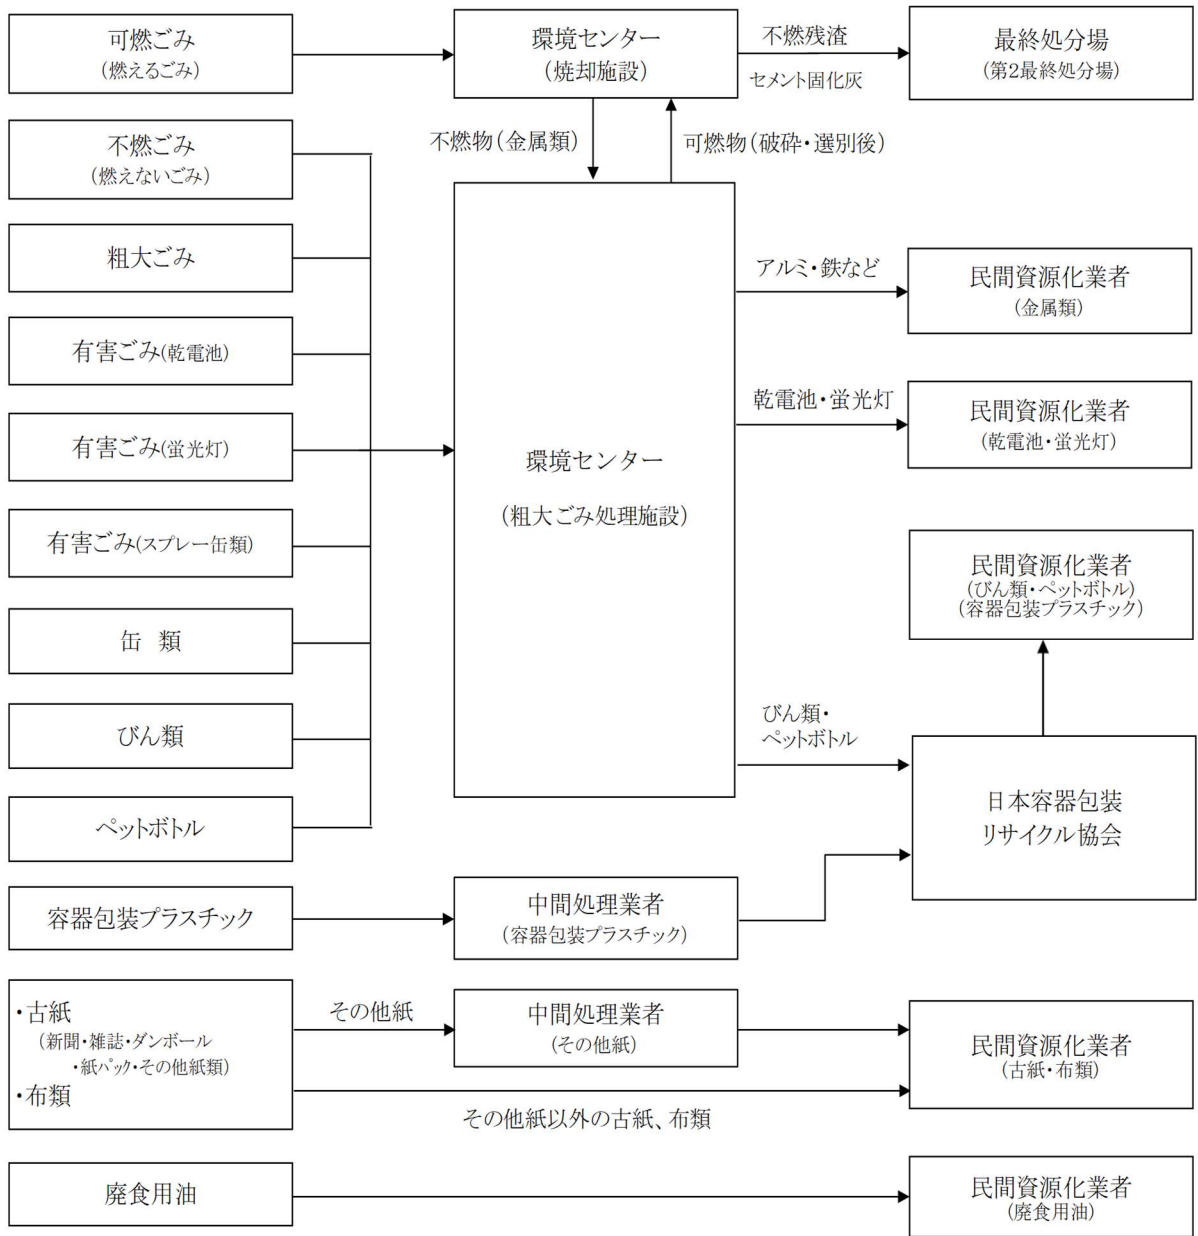 可燃ごみ
(燃えるごみ)
環境センター
(焼却施設)
不燃残渣
セメント固化灰
最終処分場
(第2最終処分場)
不燃物(金属類)
可燃物(破砕・選別後)
不燃ごみ
(燃えないごみ)
粗大ごみ
有害ごみ(乾電池)
有害ごみ(蛍光灯)
有害ごみ(スプレー缶類)
缶 類
びん類
ペットボトル
環境センター
(粗大ごみ処理施設)
アルミ・鉄など
民間資源化業者
(金属類)
乾電池・蛍光灯
民間資源化業者
(乾電池・蛍光灯)
民間資源化業者
(びん類・ペットボトル)
(容器包装プラスチック)
びん類・
ペットボトル
日本容器包装
リサイクル協会
容器包装プラスチック
中間処理業者
(容器包装プラスチック)
・古紙
(新聞・雑誌・ダンボール
・紙パック・その他紙類)
・布類
その他紙
中間処理業者
(その他紙)
その他紙以外の古紙、布類
民間資源化業者
(古紙・布類)
廃食用油
民間資源化業者
(廃食用油)